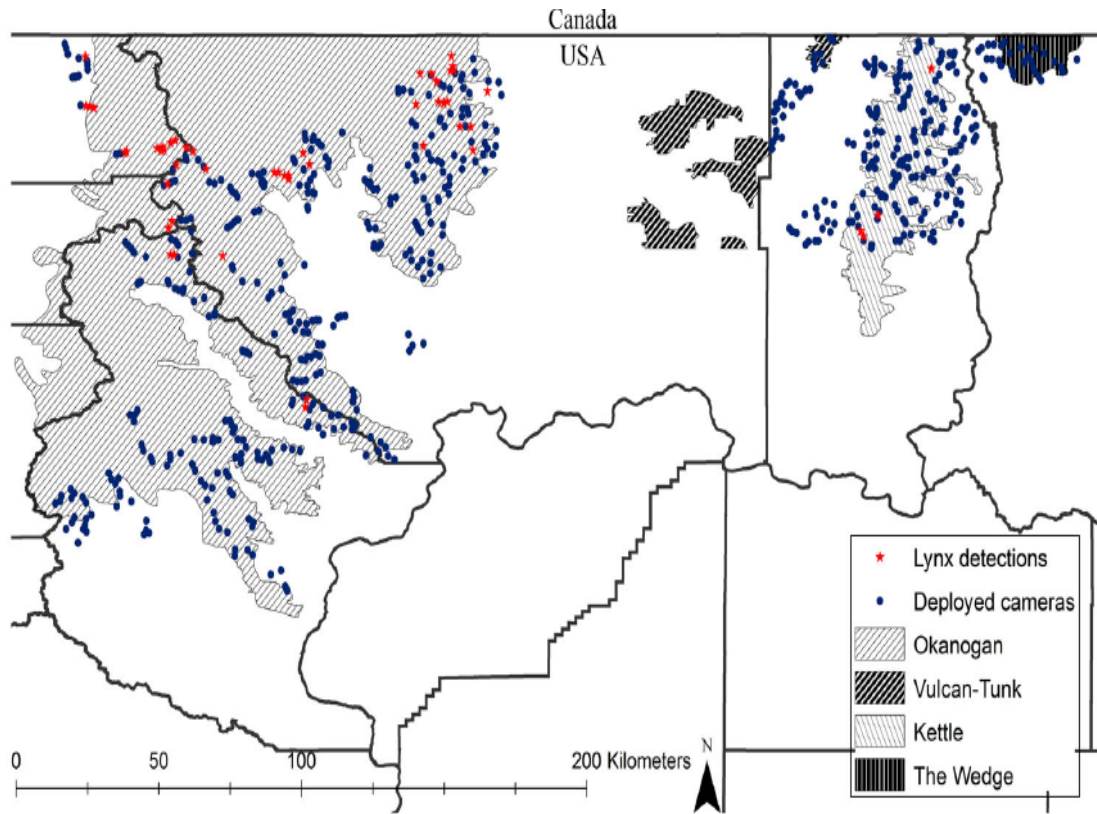 Canada
USA
Lynx detections
Deployed cameras
Okanogan
Vulcan-Tunk
Kettle
The Wedge
N
0 50 100 200 Kilometers